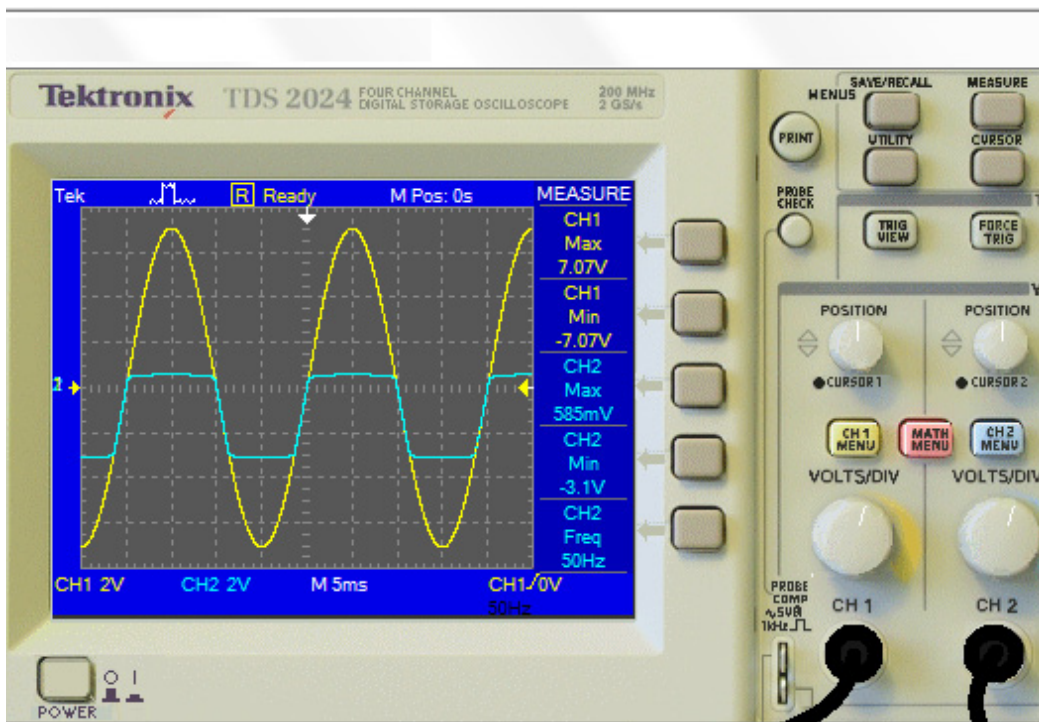 Tektronix TDS 2024 FOUR CHANNEL DIGITAL STORAGE OSCILLOSCOPE 200 MHz 2 GS/s
Tek R Ready M Pos: 0s MEASURE
CH1
Max
7.07V
CH1
Min
-7.07V
CH2
Max
585mV
CH2
Min
-3.1V
CH2
Freq
50Hz
CH1 2V CH2 2V M 5ms CH1 0V
50Hz
POWER
MENUS
SAVE/RECALL MEASURE
PRINT
UTILITY CURSOR
PROBE
CHECK
TRIG
VIEW
FORCE
TRIG
POSITION POSITION
CURSOR 1 CURSOR 2
CH 1
MENU
MATH
MENU
CH 2
MENU
VOLTS/DIV VOLTS/DIV
PROBE
COMP
1kHz
CH 1 CH 2